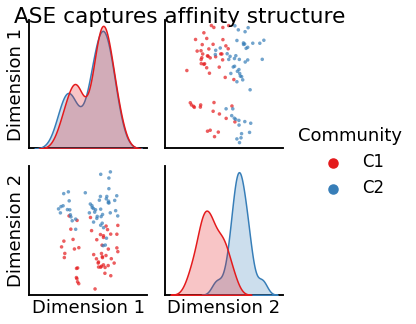 ASE captures affinity structure
Dimension 1
Community
C1
C2
Dimension 2
Dimension 1
Dimension 2